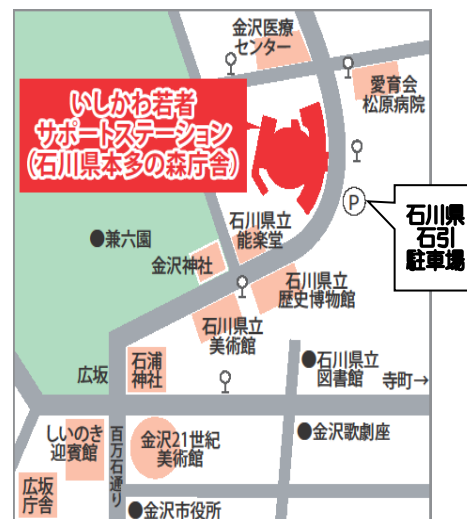 金沢医療
センター
愛育会
松原病院
いしかわ若者
サポートステーション
(石川県本多の森庁舎)
P
石川県
石引
駐車場
石川県立
能楽堂
●兼六園
金沢神社
石川県立
歴史博物館
石川県立
美術館
石浦
神社
広坂
●石川県立
図書館
寺町→
しいのき
迎賓館
百万石通り
金沢21世紀
美術館
●金沢歌劇座
広坂
庁舎
●金沢市役所